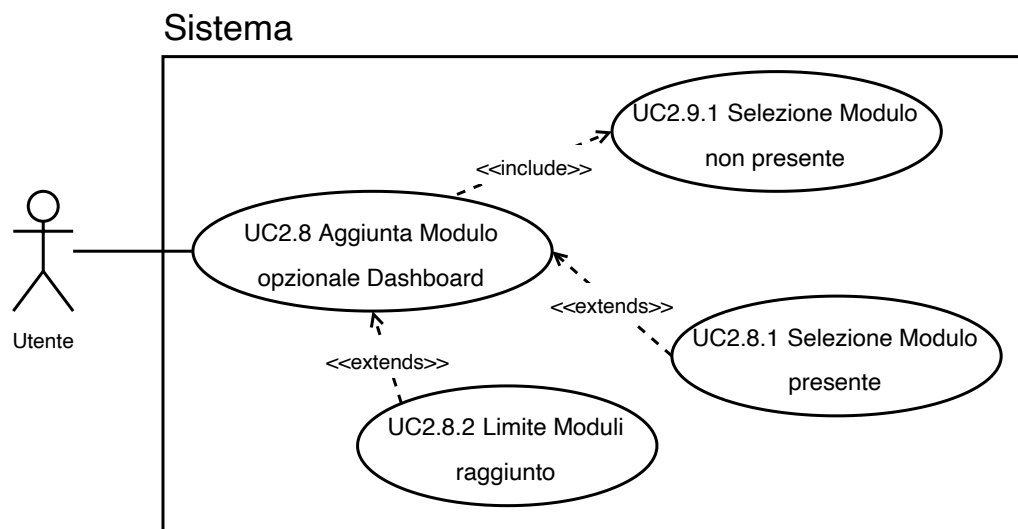 Sistema
UC2.9.1 Selezione Modulo
non presente
<<include>>
UC2.8 Aggiunta Modulo
opzionale Dashboard
<<extends>>
Utente
UC2.8.1 Selezione Modulo
presente
<<extends>>
UC2.8.2 Limite Moduli
raggiunto